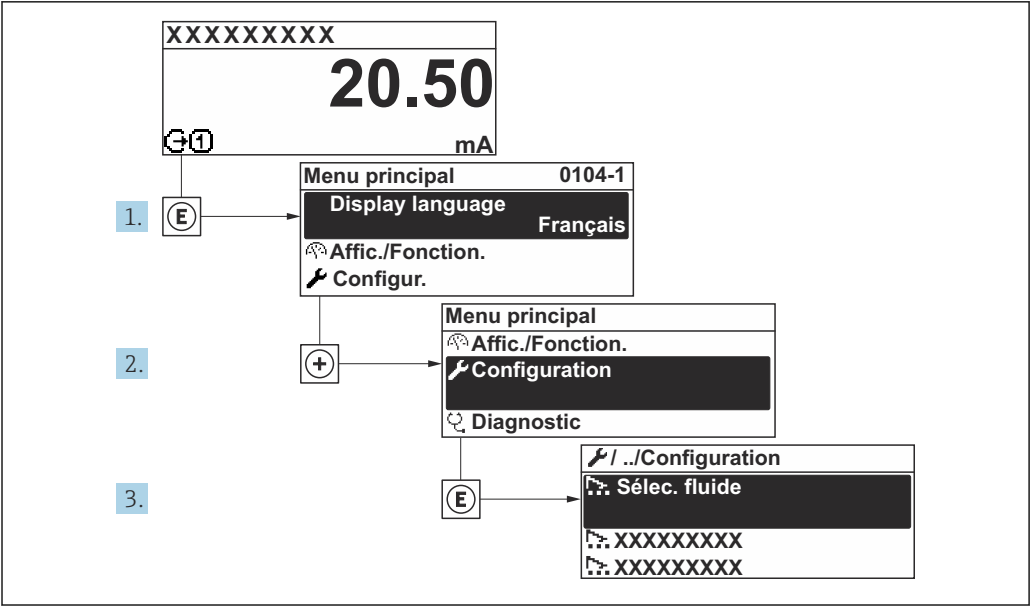 XXXXXXXXX
20.50
1 mA
Menu principal 0104-1
Display language
Français
Affic./Fonction.
Configur.
1. E
Menu principal
Affic./Fonction.
Configuration
Diagnostic
2. +
/ ../Configuration
Sélec. fluide
XXXXXXXXX
XXXXXXXXX
3. E